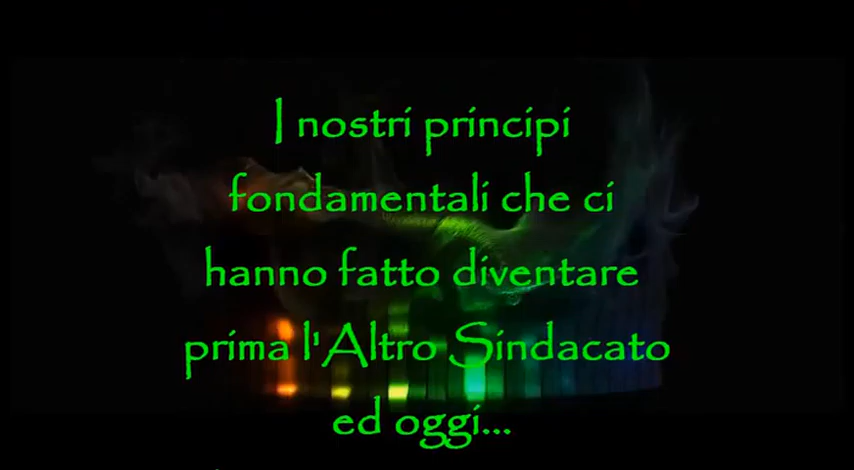 I nostri principi
fondamentali che ci
hanno fatto diventare
prima l'Altro Sindacato
ed oggi...